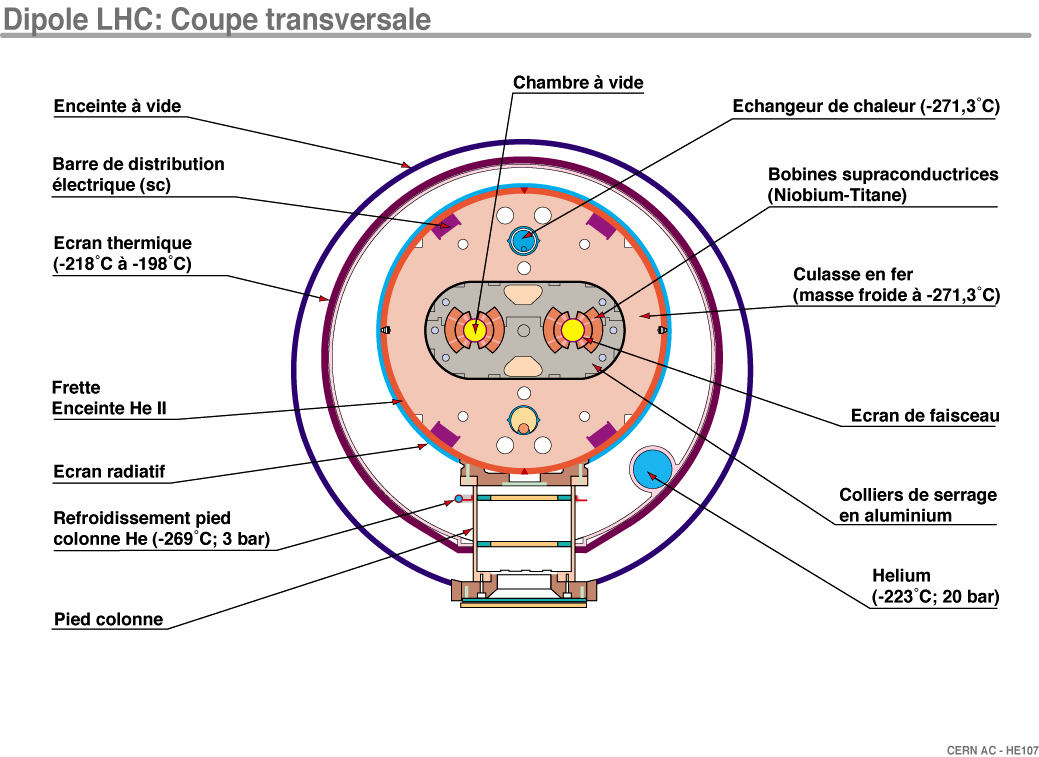 Dipole LHC: Coupe transversale
Chambre à vide
Enceinte à vide
Echangeur de chaleur (-271,3°C)
Barre de distribution
électrique (sc)
Bobines supraconductrices
(Niobium-Titane)
Ecran thermique
(-218°C à -198°C)
Culasse en fer
(masse froide à -271,3°C)
Frette
Enceinte He II
Ecran de faisceau
Ecran radiatif
Colliers de serrage
en aluminium
Refroidissement pied
colonne He (-269°C; 3 bar)
Helium
(-223°C; 20 bar)
Pied colonne
CERN AC - HE107